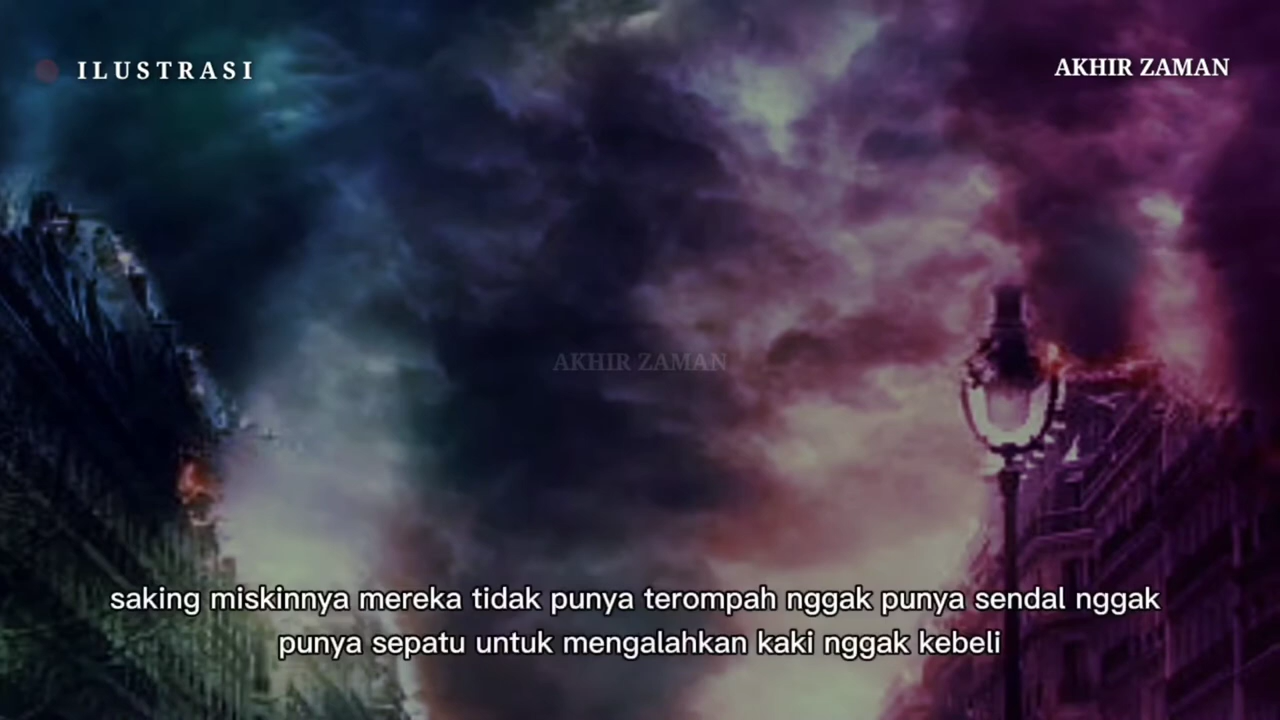 ILUSTRASI
AKHIR ZAMAN
AKHIR ZAMAN
saking miskinnya mereka tidak punya terompah nggak punya sendal nggak
punya sepatu untuk mengalahkan kaki nggak kebeli